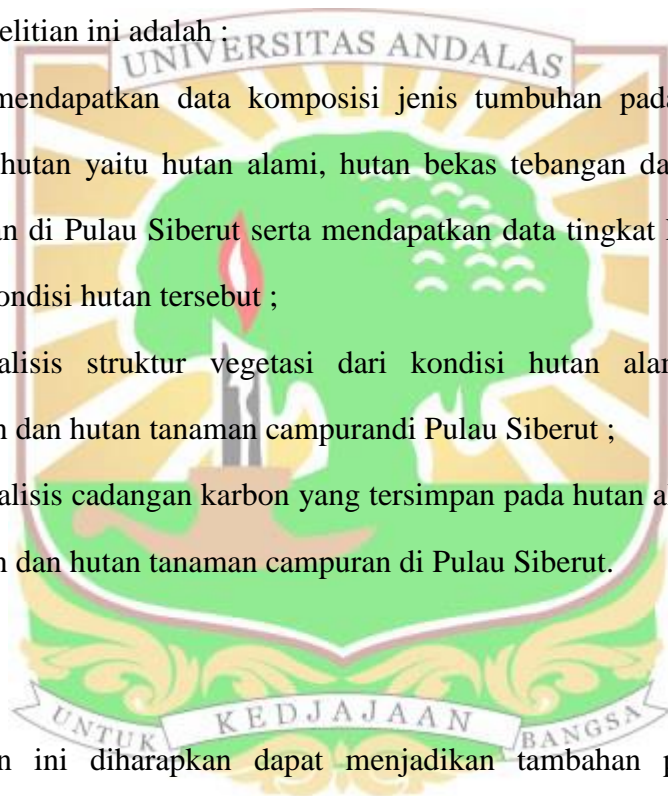 elitian ini adalah :
UNIVERSITAS ANDALAS
mendapatkan data komposisi jenis tumbuhan pada
hutan yaitu hutan alami, hutan bekas tebangan da
n di Pulau Siberut serta mendapatkan data tingkat
ondisi hutan tersebut ;
alisis struktur vegetasi dari kondisi hutan alar
n dan hutan tanaman campurandi Pulau Siberut ;
alisis cadangan karbon yang tersimpan pada hutan a
n dan hutan tanaman campuran di Pulau Siberut.
UNTUK KEDJAJAAN BANGSA
n ini diharapkan dapat menjadikan tambahan p